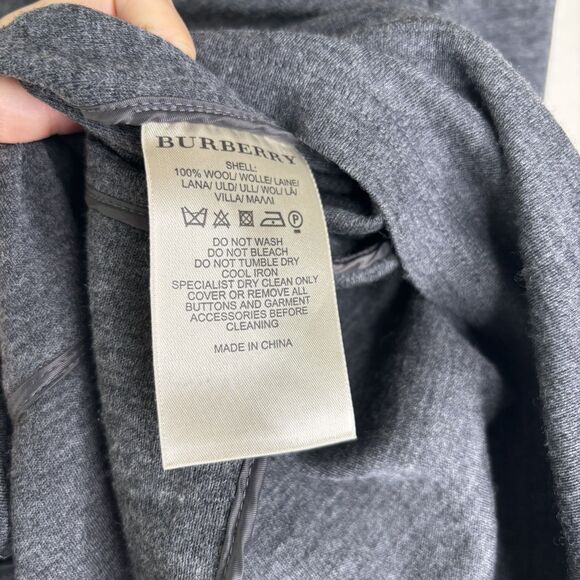 BURBERRY
SHELL:
100% WOOL/ WOLLE/ LAINE/
LANA/ ULD/ ULL/ WOL/ LÃ/
VILLA/ ΜΑΛΛΙ
P
DO NOT WASH
DO NOT BLEACH
DO NOT TUMBLE DRY
COOL IRON
SPECIALIST DRY CLEAN ONLY
COVER OR REMOVE ALL
BUTTONS AND GARMENT
ACCESSORIES BEFORE
CLEANING
MADE IN CHINA